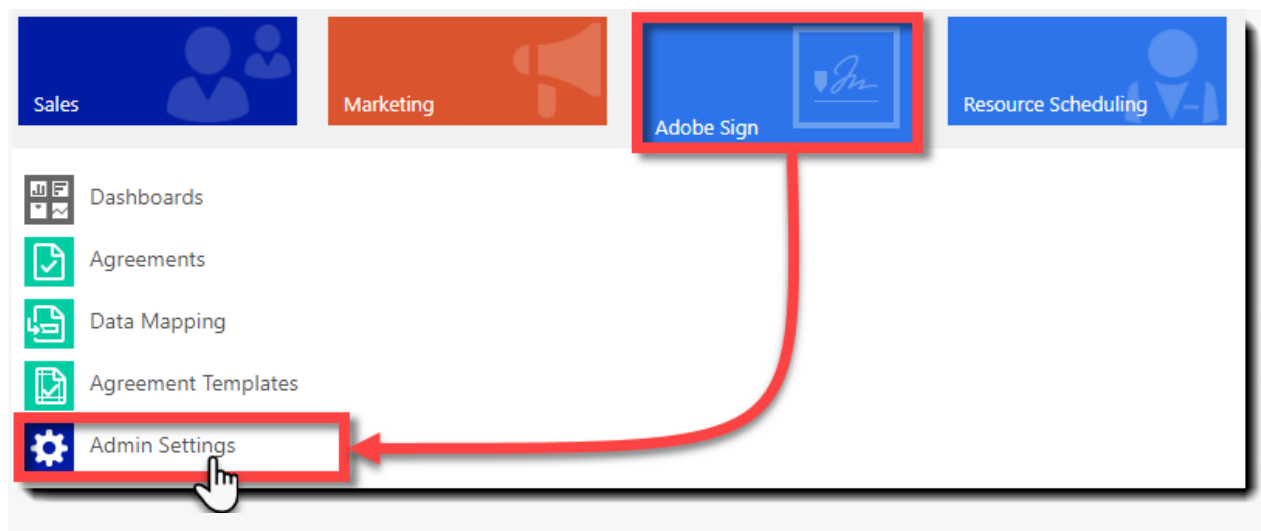 Sales
Marketing
Adobe Sign
Resource Scheduling
Dashboards
Agreements
Data Mapping
Agreement Templates
Admin Settings